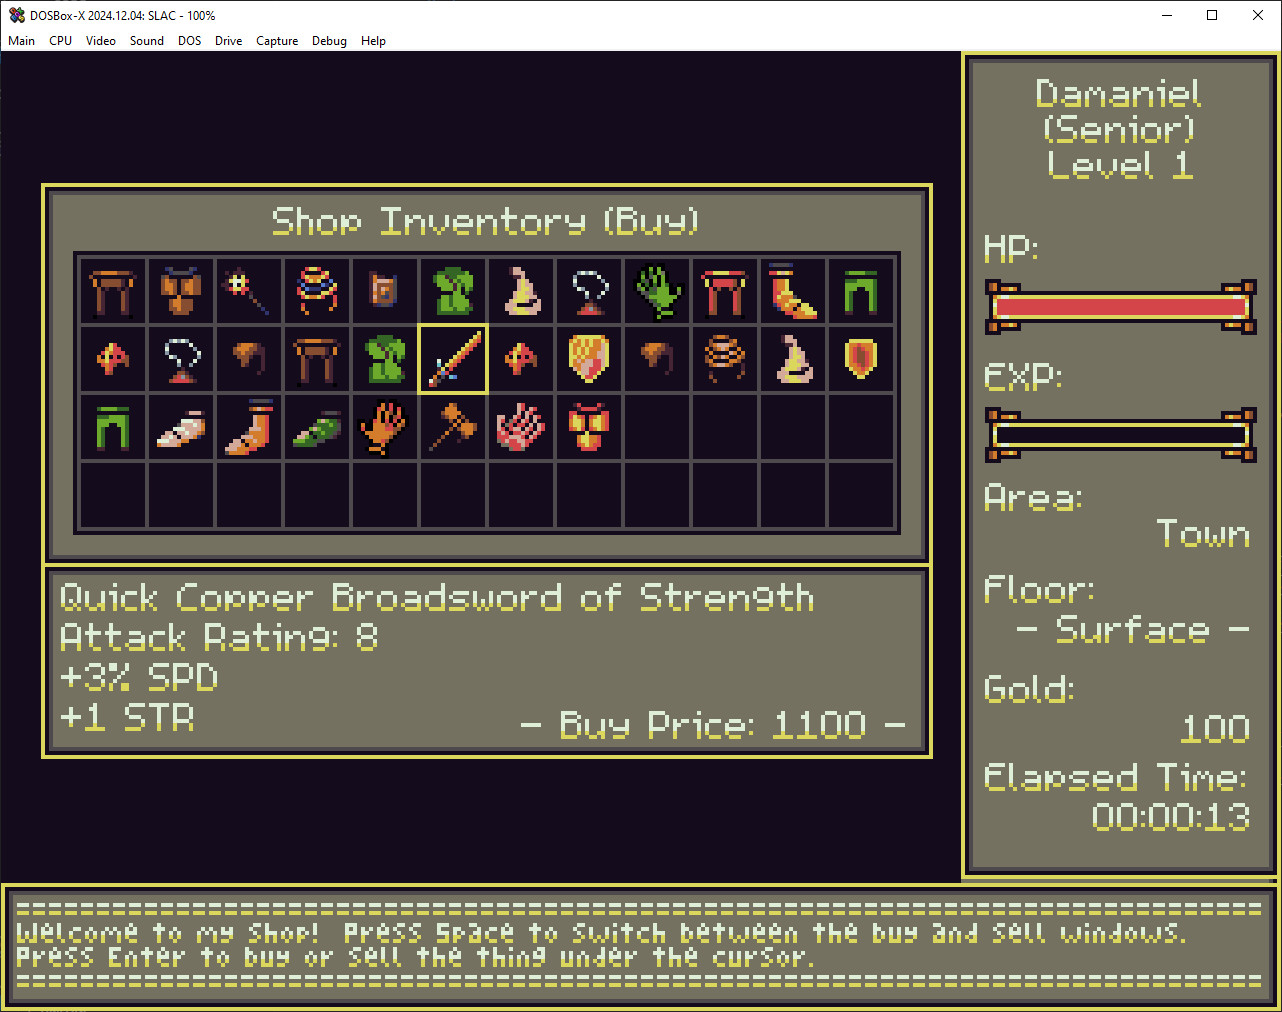 DOSBox-X 2024.12.04: SLAC - 100%
Main CPU Video Sound DOS Drive Capture Debug Help
Damaniel
(Senior)
Level 1
HP:
EXP:
Area:
Town
Floor:
- Surface -
Gold:
100
Elapsed Time:
00:00:13
Shop Inventory (Buy)
Quick Copper Broadsword of Strength
Attack Rating: 8
+3% SPD
+1 STR
- Buy Price: 1100 -
Welcome to my shop! Press Space to switch between the buy and sell windows.
Press Enter to buy or sell the thing under the cursor.